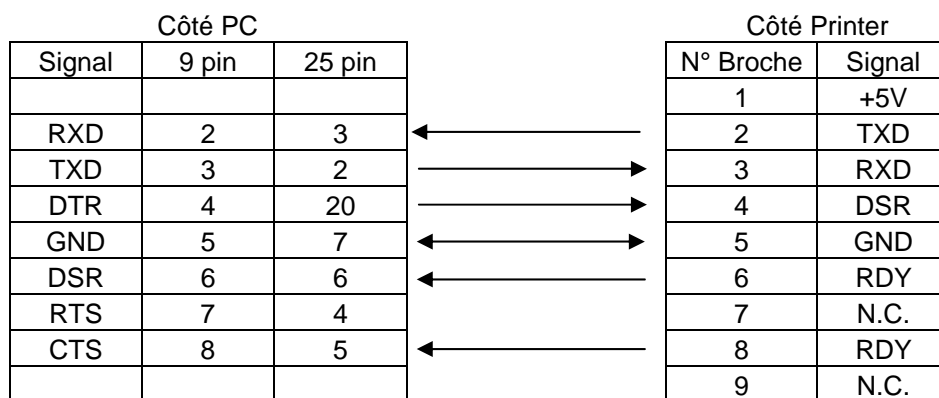 Côté PC Côté Printer
Signal 9 pin 25 pin N° Broche Signal
1 +5V
RXD 2 3 2 TXD
TXD 3 2 3 RXD
DTR 4 20 4 DSR
GND 5 7 5 GND
DSR 6 6 6 RDY
RTS 7 4 7 N.C.
CTS 8 5 8 RDY
9 N.C.